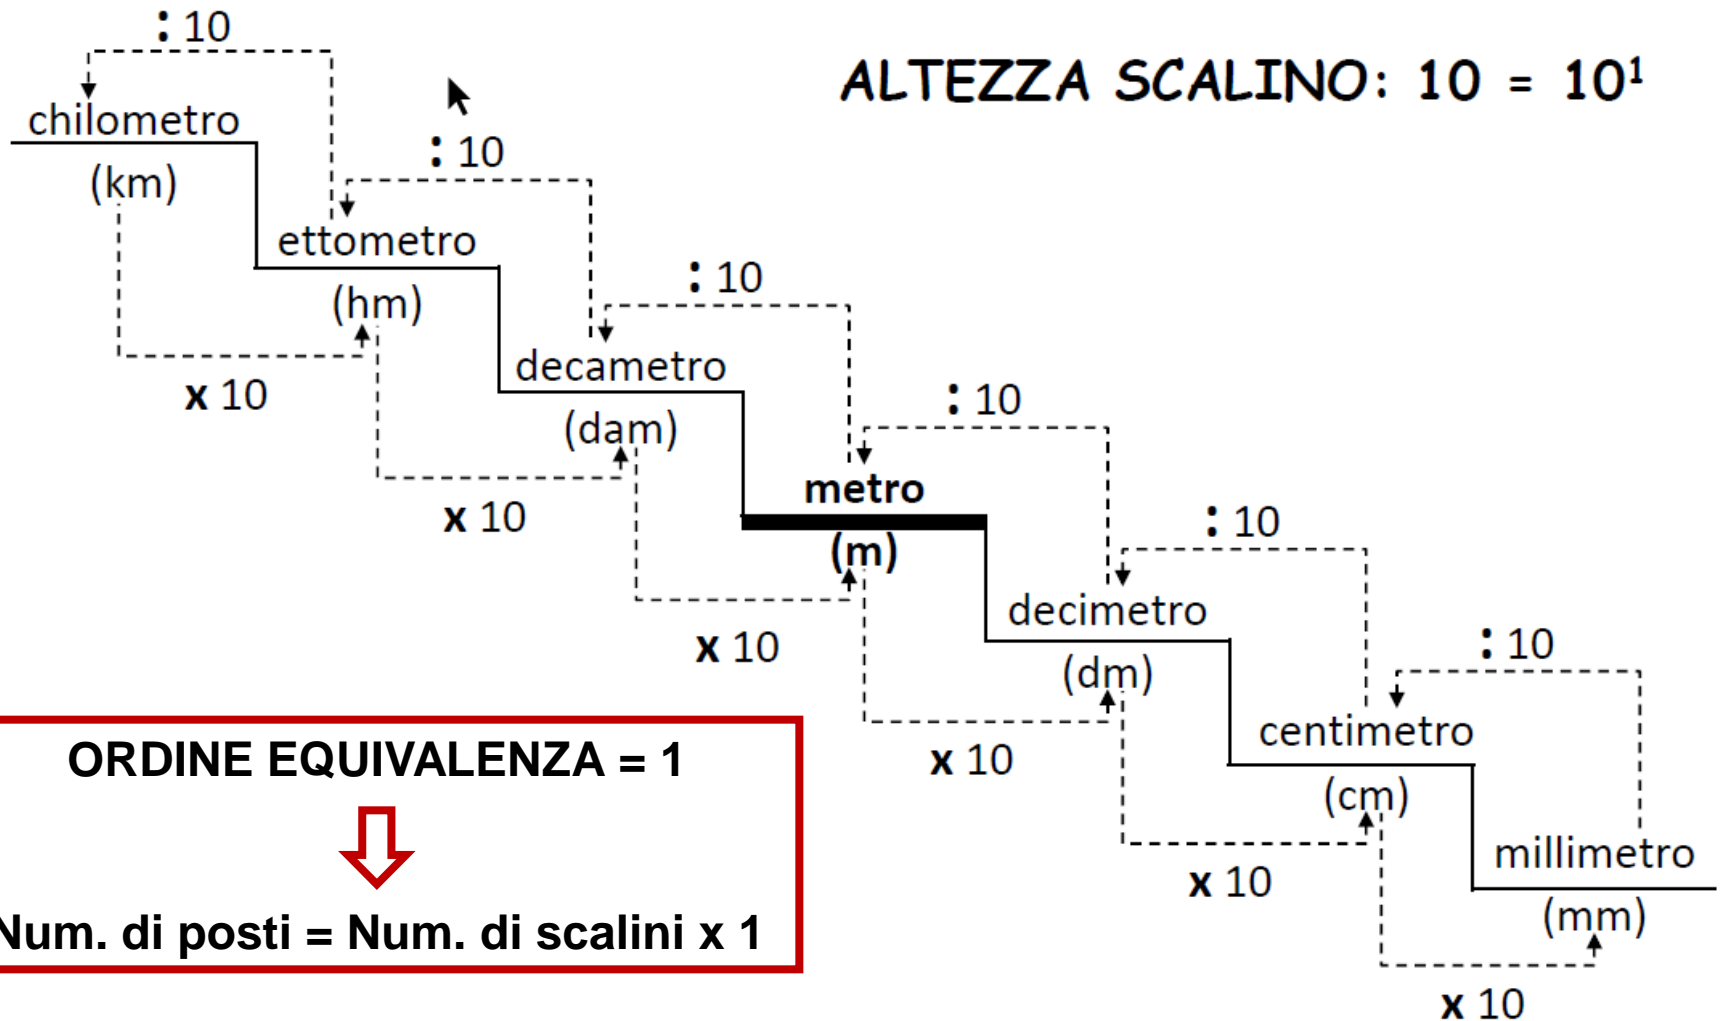 : 10
ALTEZZA SCALINO: 10 = 10¹
chilometro
(km)
: 10
ettometro
(hm)
: 10
x 10
decametro
(dam)
: 10
x 10
metro
(m)
: 10
x 10
decimetro
(dm)
: 10
x 10
centimetro
(cm)
x 10
millimetro
(mm)
x 10
ORDINE EQUIVALENZA = 1
Num. di posti = Num. di scalini x 1